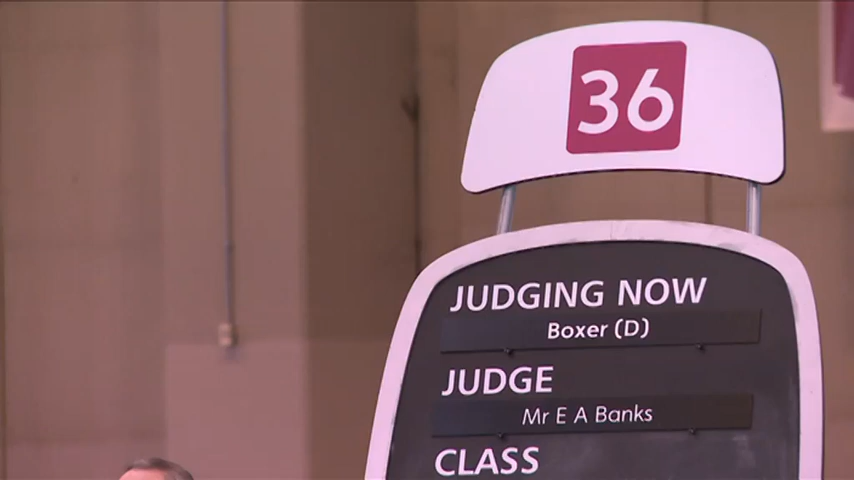 36
JUDGING NOW
Boxer (D)
JUDGE
Mr E A Banks
CLASS